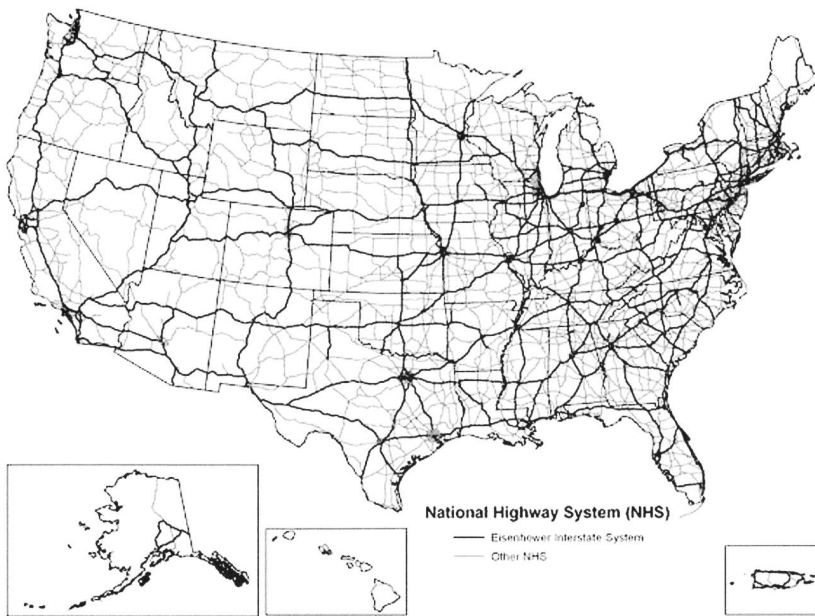 National Highway System (NHS)
Eisenhower Interstate System
Other NHS